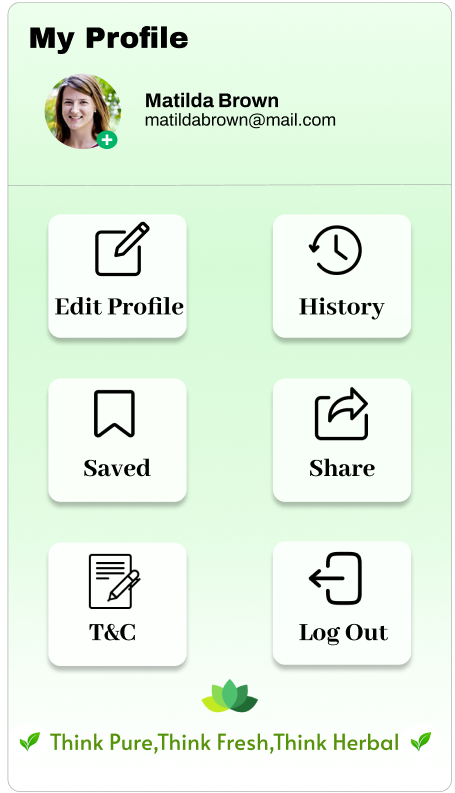 My Profile
Matilda Brown
matildabrown@mail.com
Edit Profile
History
Saved
Share
T&C
Log Out
Think Pure,Think Fresh,Think Herbal